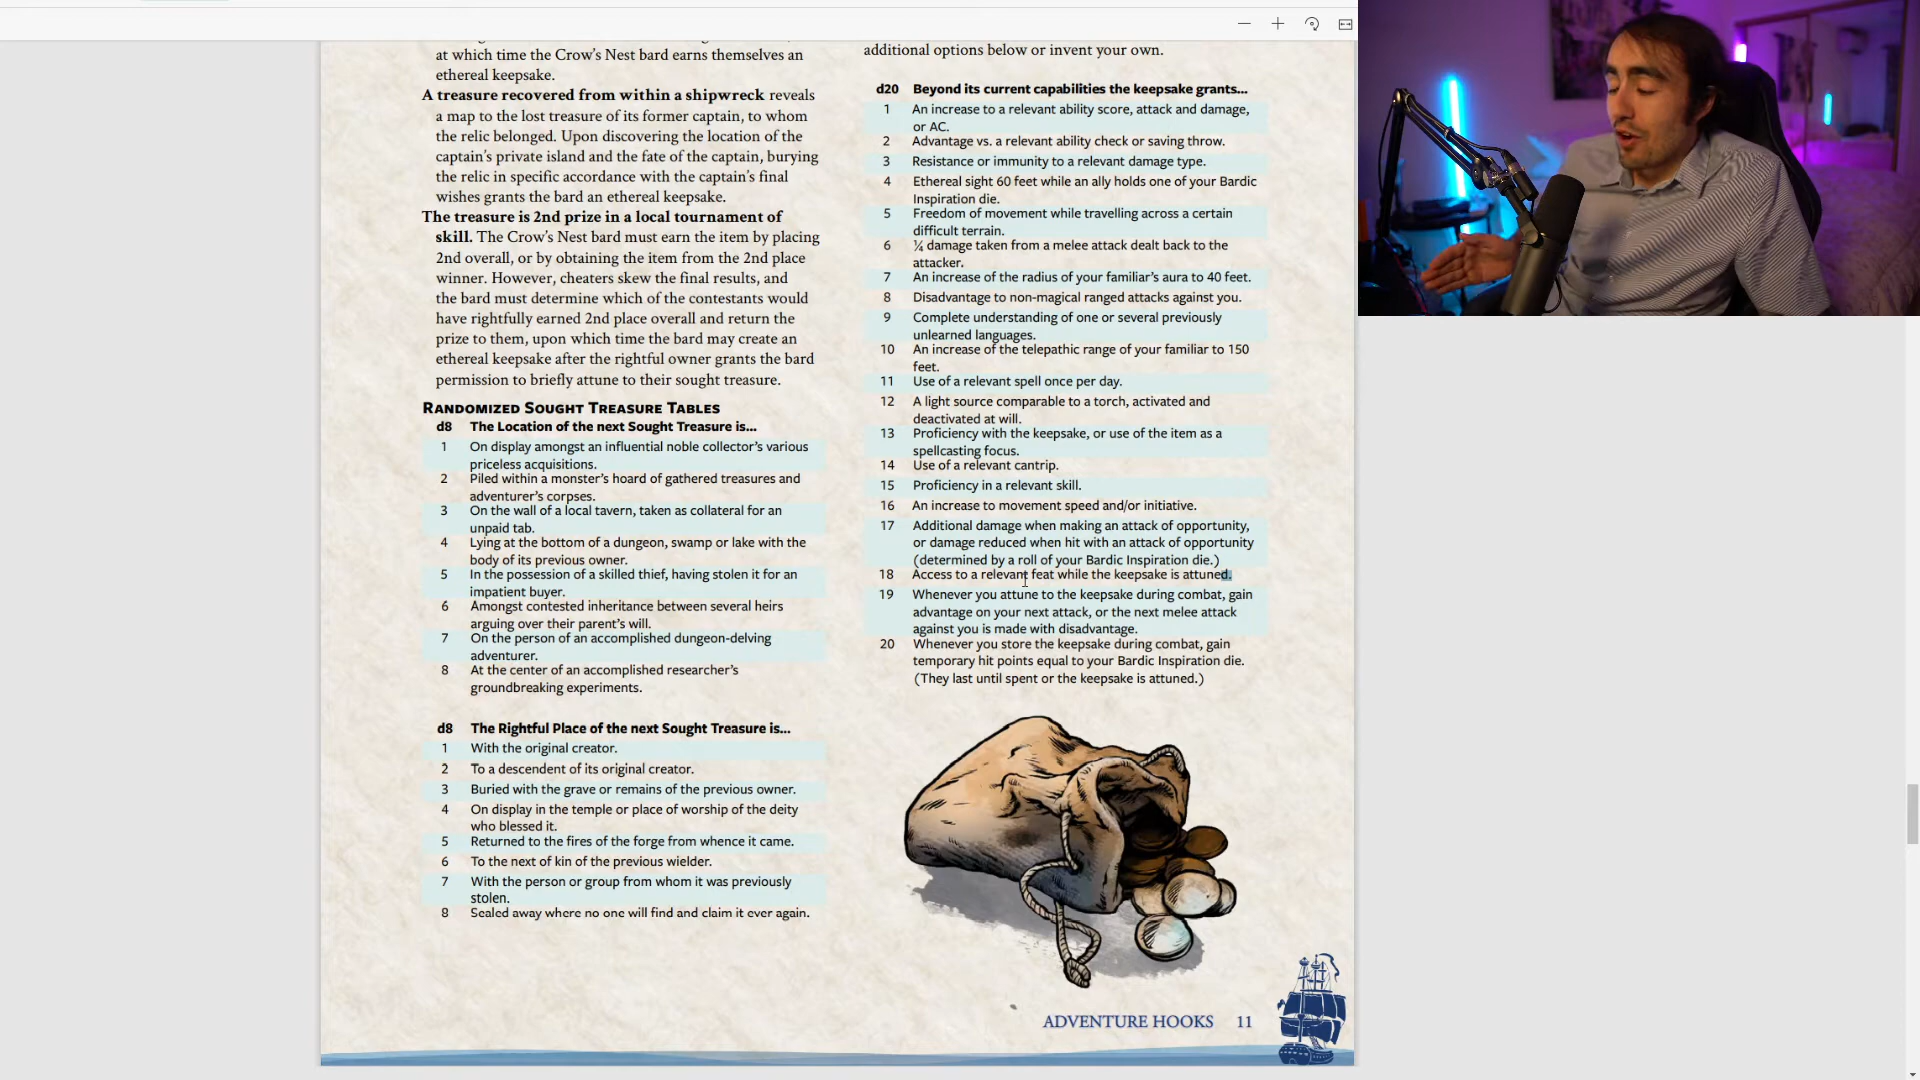 at which time the Crow's Nest bard earns themselves an
ethereal keepsake.
A treasure recovered from within a shipwreck reveals
a map to the lost treasure of its former captain, to whom
the relic belonged. Upon discovering the location of the
captain's private island and the fate of the captain, burying
the relic in specific accordance with the captain's final
wishes grants the bard an ethereal keepsake.
The treasure is 2nd prize in a local tournament of
skill. The Crow's Nest bard must earn the item by placing
2nd overall, or by obtaining the item from the 2nd place
winner. However, cheaters skew the final results, and
the bard must determine which of the contestants would
have rightfully earned 2nd place overall and return the
prize to them, upon which time the bard may create an
ethereal keepsake after the rightful owner grants the bard
permission to briefly attune to their sought treasure.
Randomized Sought Treasure Tables
d8 The Location of the next Sought Treasure is...
1 On display amongst an influential noble collector's various
priceless acquisitions.
2 Piled within a monster's hoard of gathered treasures and
adventurer's corpses.
3 On the wall of a local tavern, taken as collateral for an
unpaid tab.
4 Lying at the bottom of a dungeon, swamp or lake with the
body of its previous owner.
5 In the possession of a skilled thief, having stolen it for an
impatient buyer.
6 Amongst contested inheritance between several heirs
arguing over their parent's will.
7 On the person of an accomplished dungeon-delving
adventurer.
8 At the center of an accomplished researcher's
groundbreaking experiments.
d8 The Rightful Place of the next Sought Treasure is...
1 With the original creator.
2 To a descendent of its original creator.
3 Buried with the grave or remains of the previous owner.
4 On display in the temple or place of worship of the deity
who blessed it.
5 Returned to the fires of the forge from whence it came.
6 To the next of kin of the previous wielder.
7 With the person or group from whom it was previously
stolen.
8 Sealed away where no one will find and claim it ever again.
additional options below or invent your own.
d20 Beyond its current capabilities the keepsake grants...
1 An increase to a relevant ability score, attack and damage,
or AC.
2 Advantage vs. a relevant ability check or saving throw.
3 Resistance or immunity to a relevant damage type.
4 Ethereal sight 60 feet while an ally holds one of your Bardic
Inspiration die.
5 Freedom of movement while travelling across a certain
difficult terrain.
6 ¼ damage taken from a melee attack dealt back to the
attacker.
7 An increase of the radius of your familiar's aura to 40 feet.
8 Disadvantage to non-magical ranged attacks against you.
9 Complete understanding of one or several previously
unlearned languages.
10 An increase of the telepathic range of your familiar to 150
feet.
11 Use of a relevant spell once per day.
12 A light source comparable to a torch, activated and
deactivated at will.
13 Proficiency with the keepsake, or use of the item as a
spellcasting focus.
14 Use of a relevant cantrip.
15 Proficiency in a relevant skill.
16 An increase to movement speed and/or initiative.
17 Additional damage when making an attack of opportunity,
or damage reduced when hit with an attack of opportunity
(determined by a roll of your Bardic Inspiration die.)
18 Access to a relevant feat while the keepsake is attuned.
19 Whenever you attune to the keepsake during combat, gain
advantage on your next attack, or the next melee attack
against you is made with disadvantage.
20 Whenever you store the keepsake during combat, gain
temporary hit points equal to your Bardic Inspiration die.
(They last until spent or the keepsake is attuned.)
ADVENTURE HOOKS 11